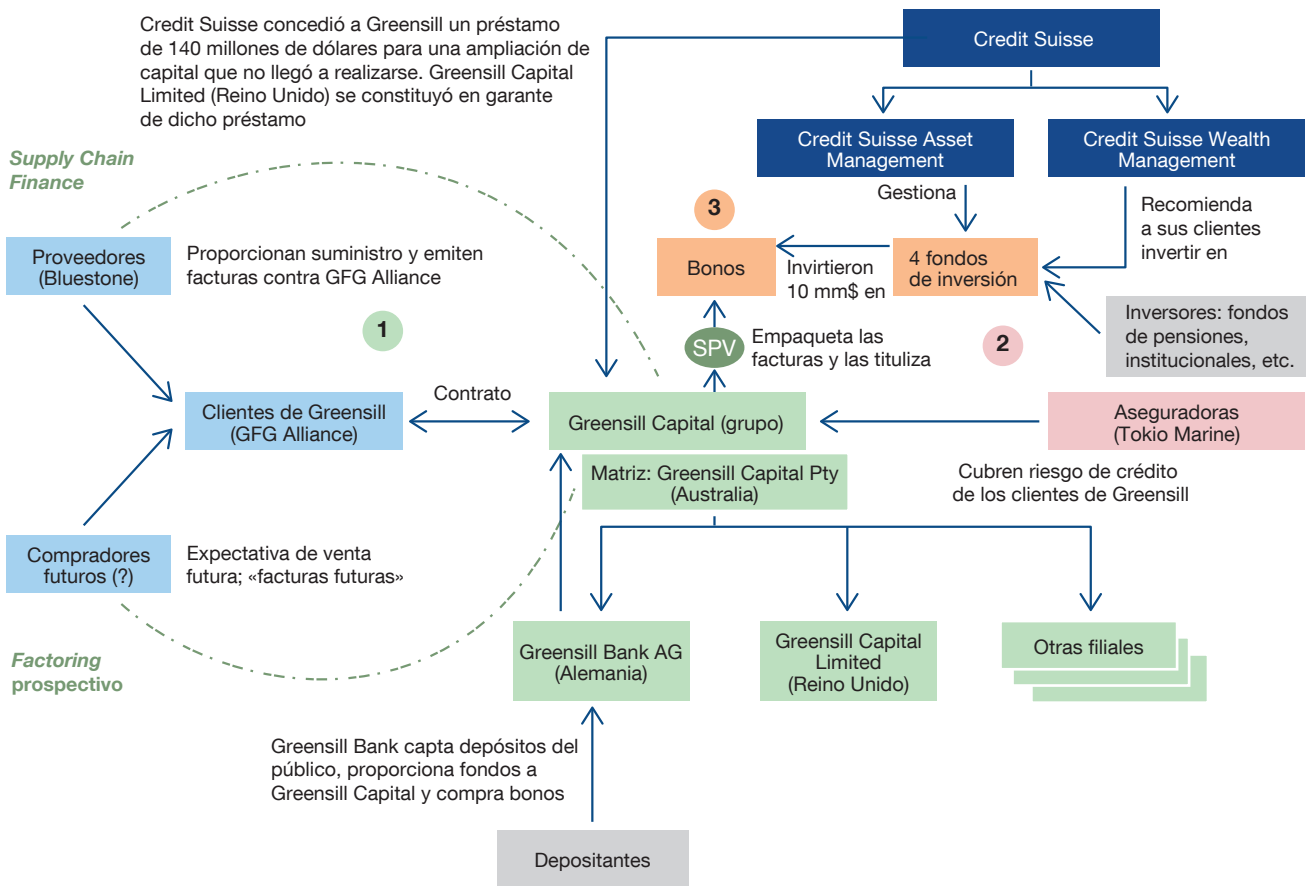 Credit Suisse concedió a Greensill un préstamo
de 140 millones de dólares para una ampliación de
capital que no llegó a realizarse. Greensill Capital
Limited (Reino Unido) se constituyó en garante
de dicho préstamo
Credit Suisse
Credit Suisse Asset
Management
Credit Suisse Wealth
Management
Supply Chain
Finance
Gestiona
Recomienda
a sus clientes
invertir en
3
Proveedores
(Bluestone)
Proporcionan suministro y emiten
facturas contra GFG Alliance
Bonos
Invirtieron
10 mm$ en
4 fondos
de inversión
Inversores: fondos
de pensiones,
institucionales, etc.
1
SPV
Empaqueta las
facturas y las tituliza
2
Clientes de Greensill
(GFG Alliance)
Contrato
Greensill Capital (grupo)
Aseguradoras
(Tokio Marine)
Matriz: Greensill Capital Pty
(Australia)
Cubren riesgo de crédito
de los clientes de Greensill
Compradores
futuros (?)
Expectativa de venta
futura; «facturas futuras»
Factoring
prospectivo
Greensill Bank AG
(Alemania)
Greensill Capital
Limited
(Reino Unido)
Otras filiales
Greensill Bank capta depósitos del
público, proporciona fondos a
Greensill Capital y compra bonos
Depositantes